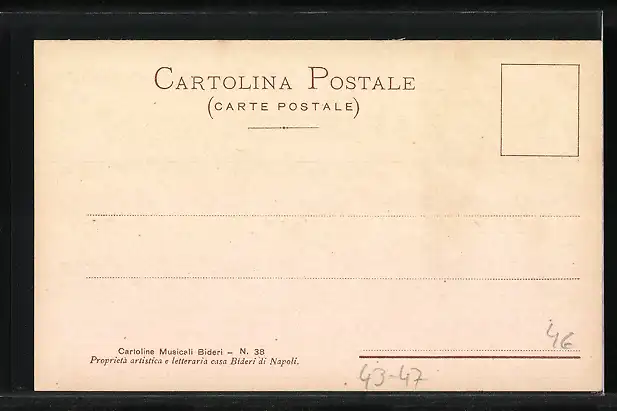 CARTOLINA POSTALE
(CARTE POSTALE)
46
Cartoline Musicali Bideri – N. 38
Proprietà artistica e letteraria casa Bideri di Napoli.
43-47